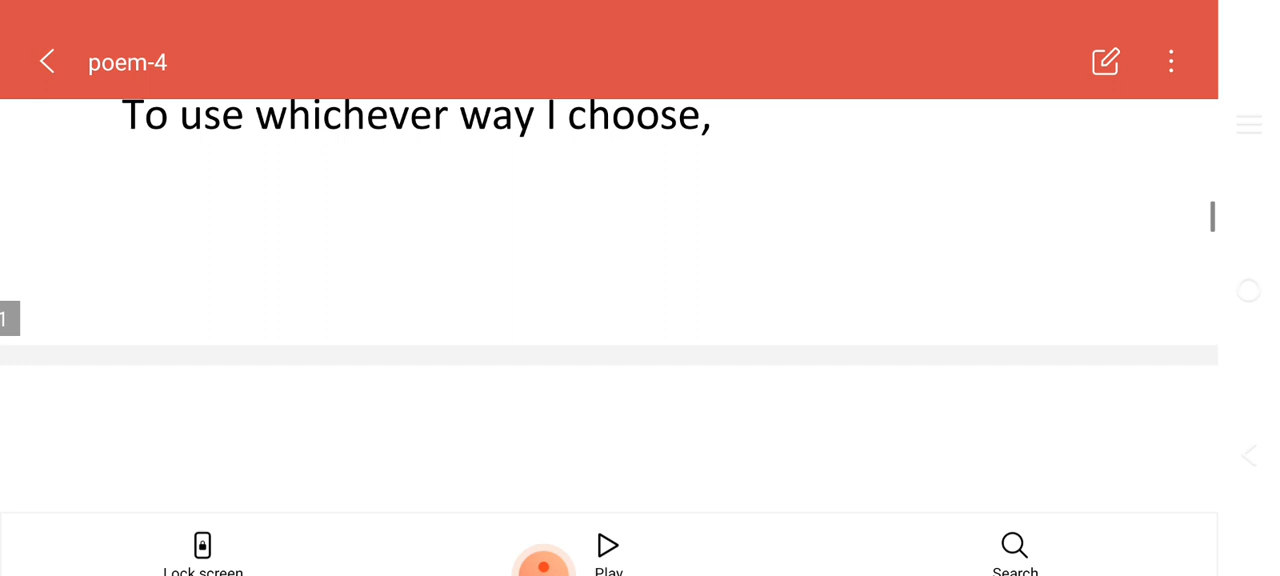 poem-4
To use whichever way I choose,
1
Lock screen
Play
Search